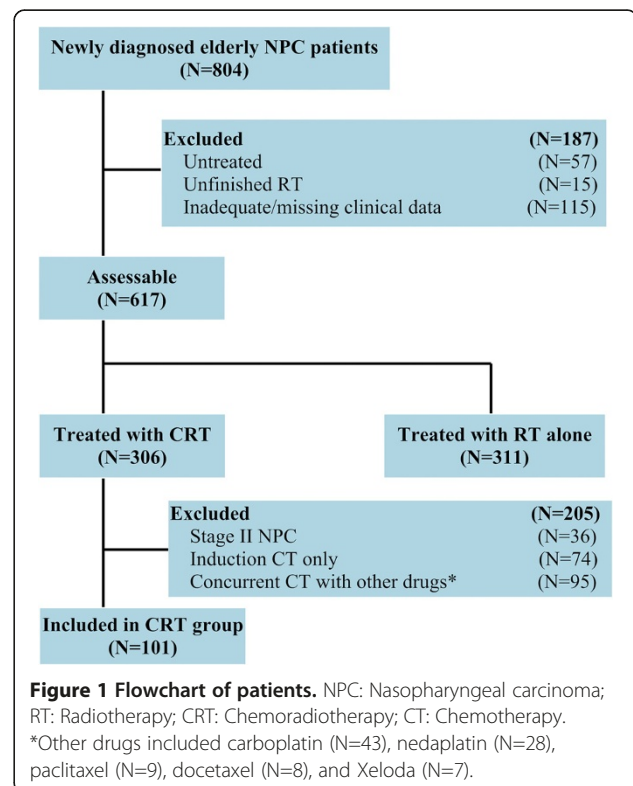 Newly diagnosed elderly NPC patients
(N=804)
Excluded (N=187)
Untreated (N=57)
Unfinished RT (N=15)
Inadequate/missing clinical data (N=115)
Assessable
(N=617)
Treated with CRT
(N=306)
Treated with RT alone
(N=311)
Excluded (N=205)
Stage II NPC (N=36)
Induction CT only (N=74)
Concurrent CT with other drugs* (N=95)
Included in CRT group
(N=101)
Figure 1 Flowchart of patients. NPC: Nasopharyngeal carcinoma;
RT: Radiotherapy; CRT: Chemoradiotherapy; CT: Chemotherapy.
*Other drugs included carboplatin (N=43), nedaplatin (N=28),
paclitaxel (N=9), docetaxel (N=8), and Xeloda (N=7).